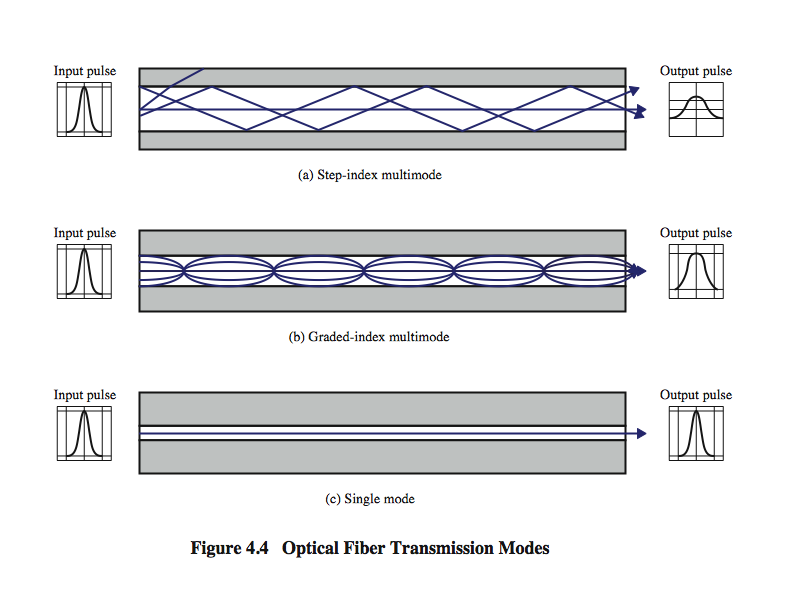 Input pulse
Output pulse
(a) Step-index multimode
Input pulse
Output pulse
(b) Graded-index multimode
Input pulse
Output pulse
(c) Single mode
Figure 4.4 Optical Fiber Transmission Modes